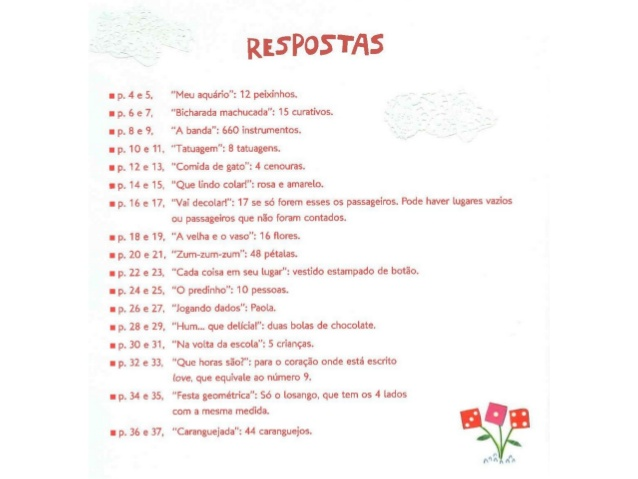 RESPOSTAS
p. 4 e 5, "Meu aquário": 12 peixinhos.
p. 6 e 7, "Bicharada machucada": 15 curativos.
p. 8 e 9, "A banda": 660 instrumentos.
p. 10 e 11, "Tatuagem": 8 tatuagens.
p. 12 e 13, "Comida de gato": 4 cenouras.
p. 14 e 15, "Que lindo colar!": rosa e amarelo.
p. 16 e 17, "Vai decolar!": 17 se só forem esses os passageiros. Pode haver lugares vazios
ou passageiros que não foram contados.
p. 18 e 19, "A velha e o vaso": 16 flores.
p. 20 e 21, "Zum-zum-zum": 48 pétalas.
p. 22 e 23, "Cada coisa em seu lugar": vestido estampado de botão.
p. 24 e 25, "O predinho": 10 pessoas.
p. 26 e 27, "Jogando dados": Paola.
p. 28 e 29, "Hum... que delícia!": duas bolas de chocolate.
p. 30 e 31, "Na volta da escola": 5 crianças.
p. 32 e 33, "Que horas são?": para o coração onde está escrito
love, que equivale ao número 9.
p. 34 e 35, "Festa geométrica": Só o losango, que tem os 4 lados
com a mesma medida.
p. 36 e 37, "Caranguejada": 44 caranguejos.